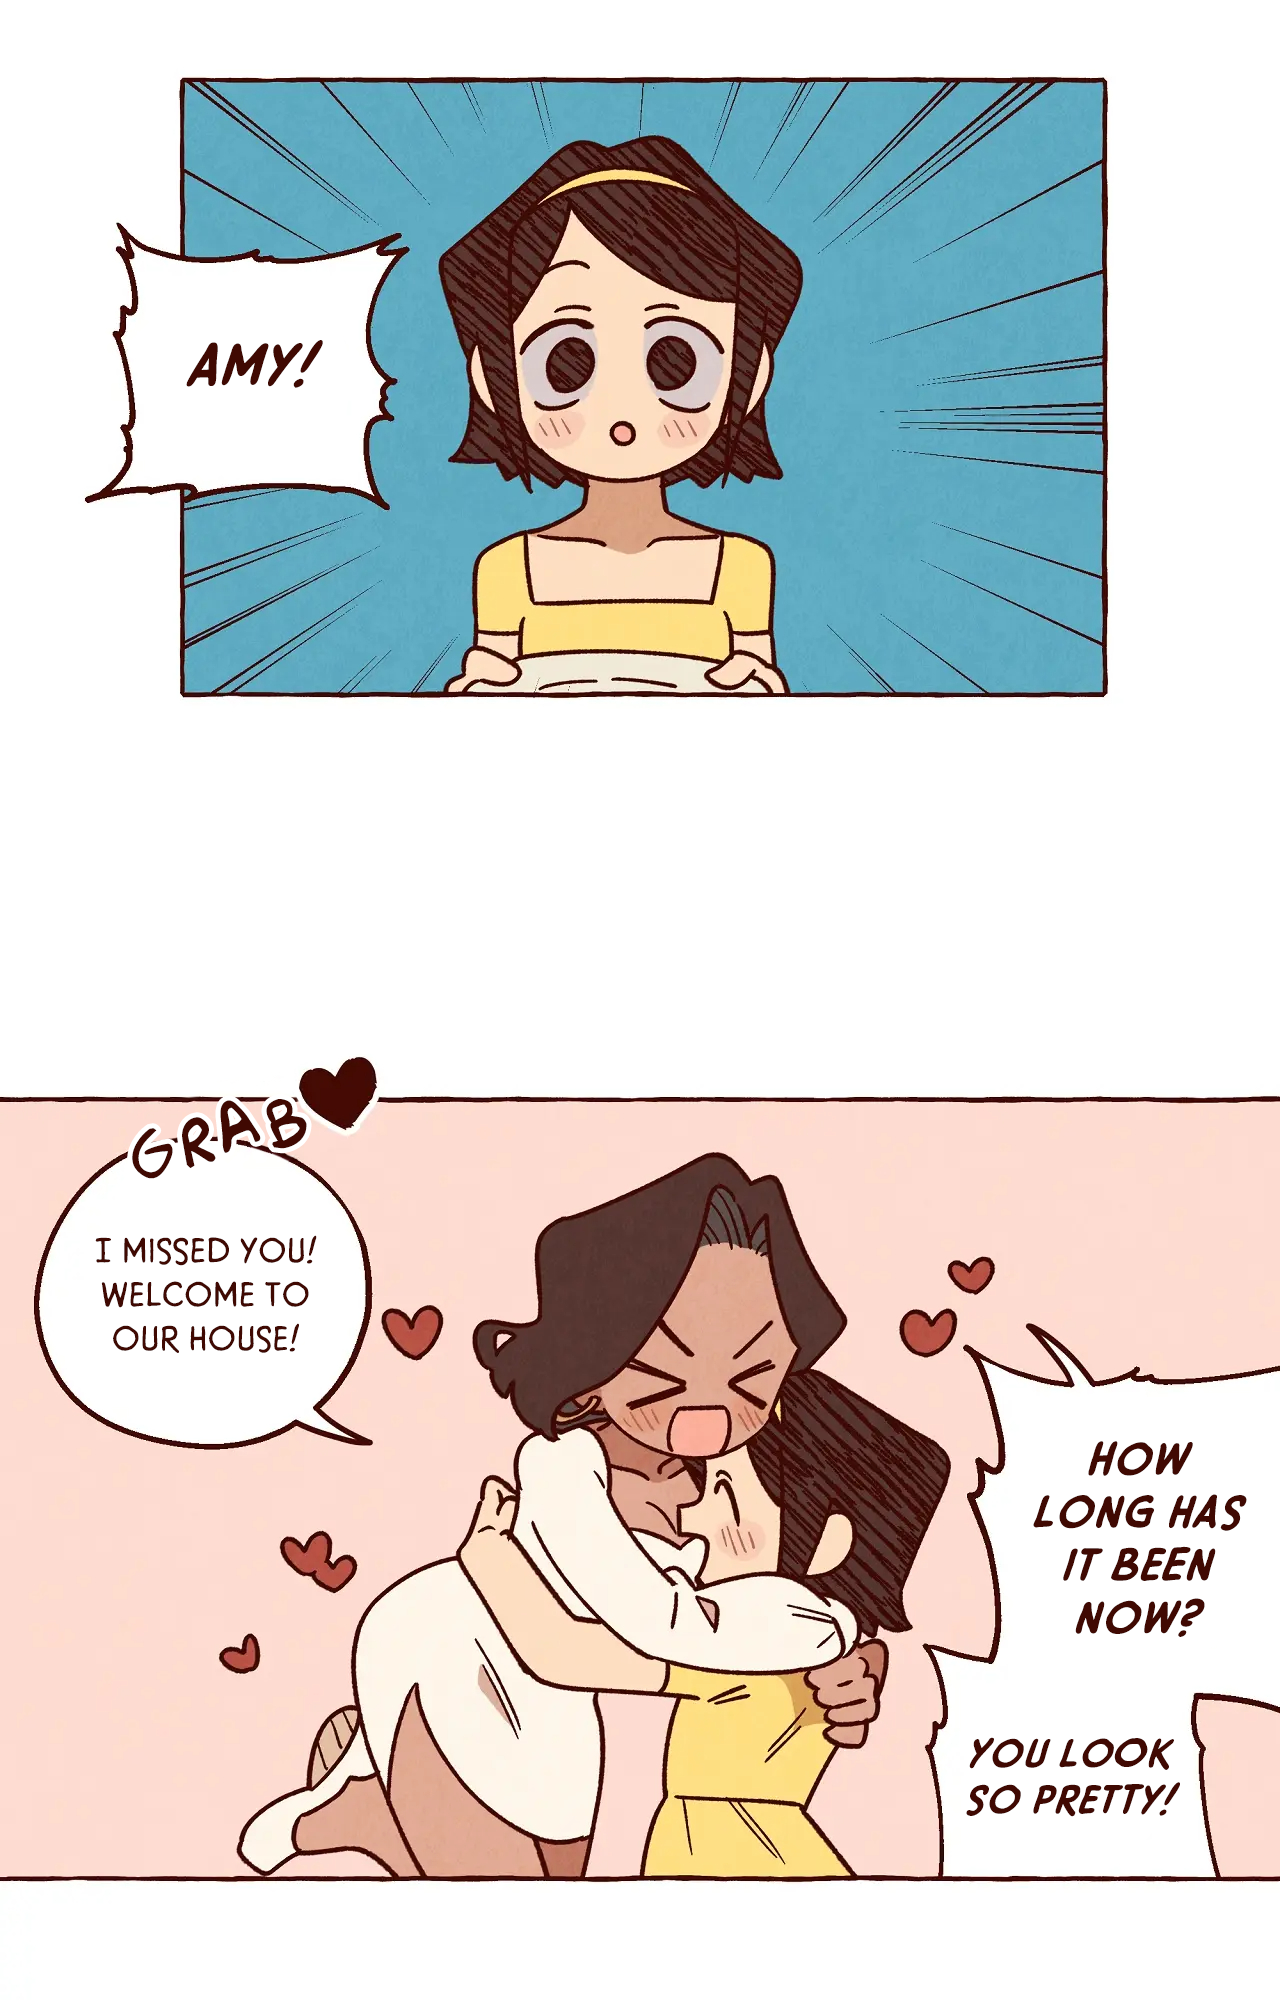 AMY!
GRAB
I MISSED YOU!
WELCOME TO
OUR HOUSE!
HOW
LONG HAS
IT BEEN
NOW?
YOU LOOK
SO PRETTY!